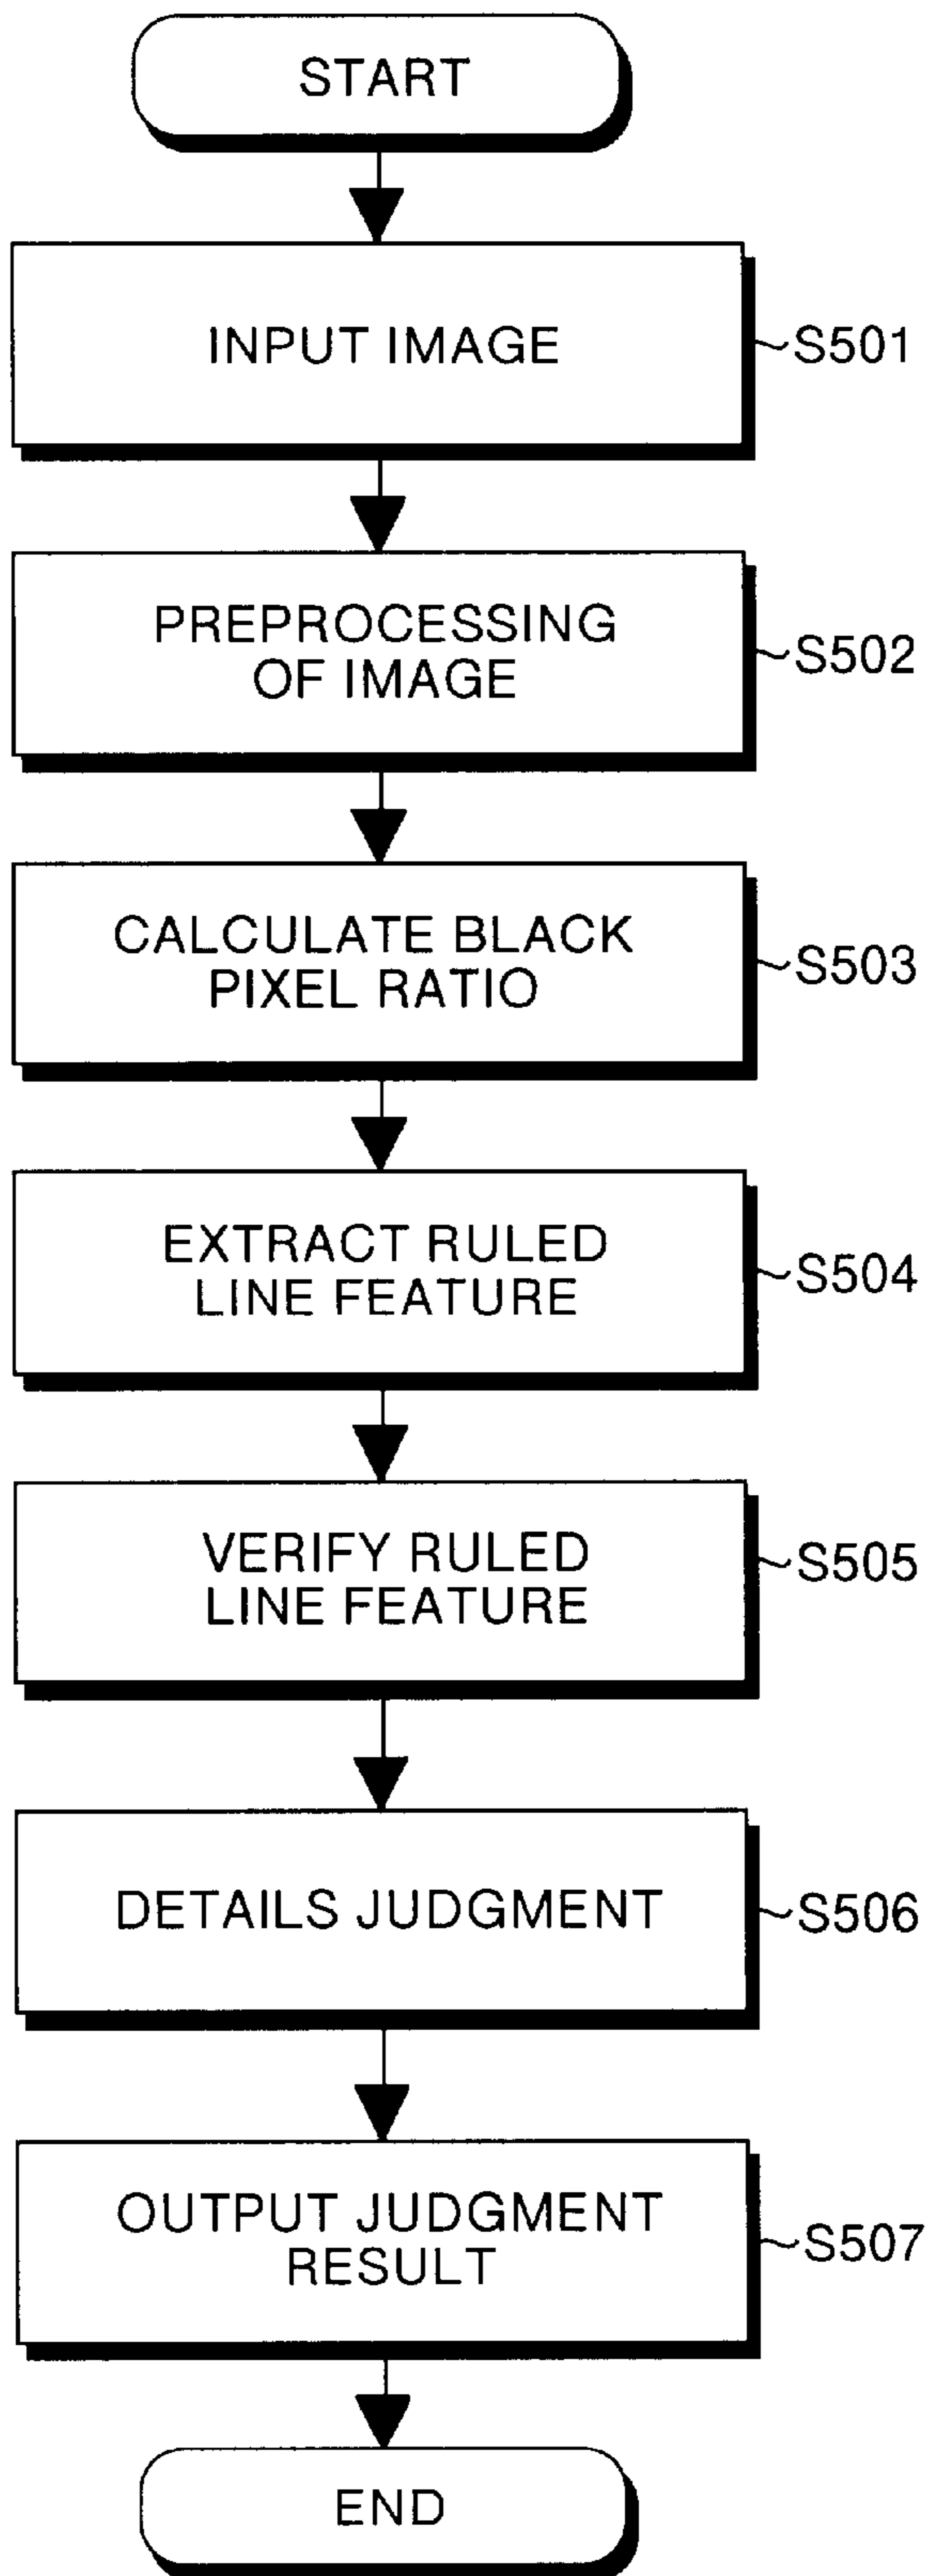 START
INPUT IMAGE
S501
PREPROCESSING
OF IMAGE
S502
CALCULATE BLACK
PIXEL RATIO
S503
EXTRACT RULED
LINE FEATURE
S504
VERIFY RULED
LINE FEATURE
S505
DETAILS JUDGMENT
S506
OUTPUT JUDGMENT
RESULT
S507
END